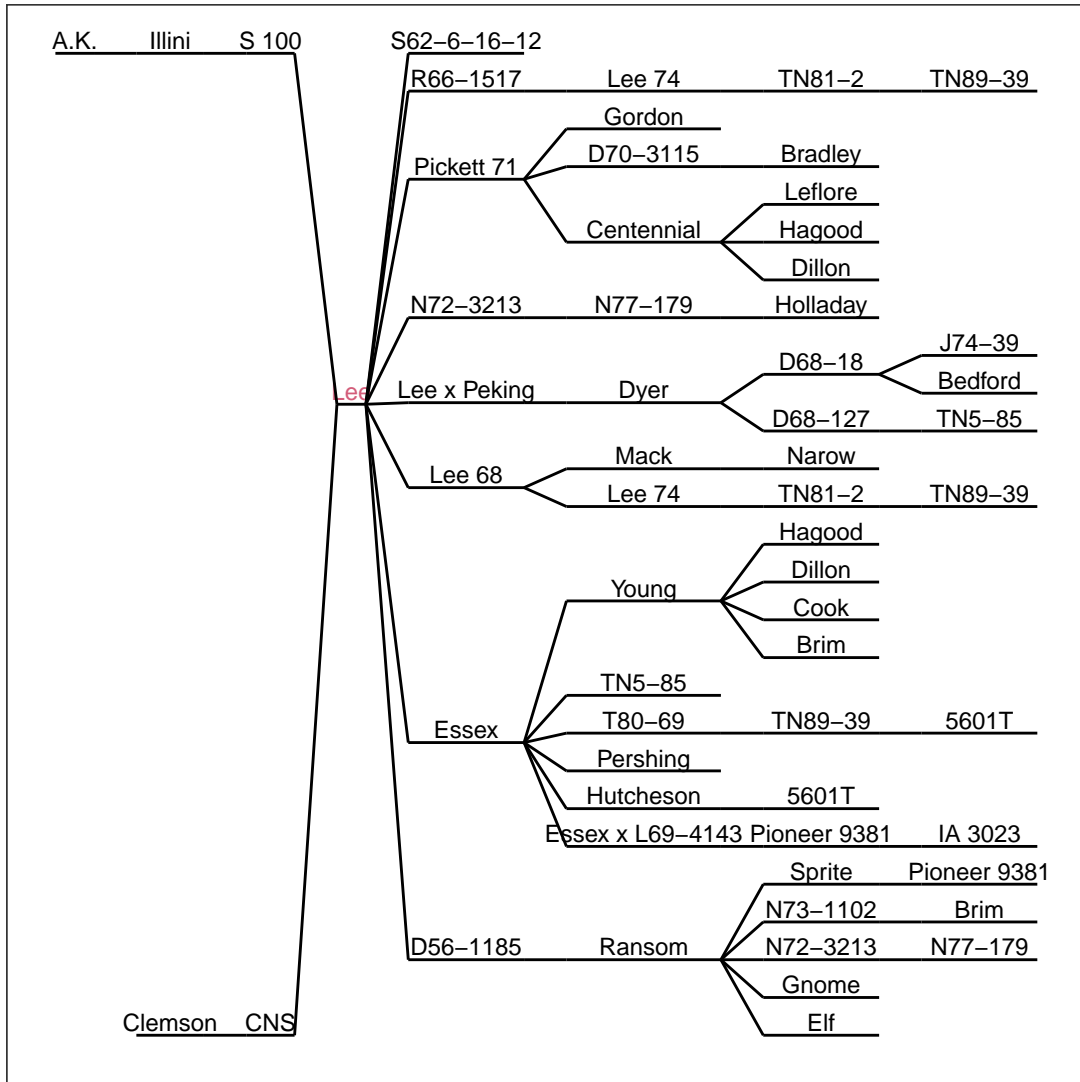 A.K. Illini S 100 S62−6−16−12
R66−1517 Lee 74 TN81−2 TN89−39
Gordon
D70−3115 Bradley
Pickett 71
Leflore
Centennial Hagood
Dillon
N72−3213 N77−179 Holladay
J74−39
D68−18
Bedford
Lee
Lee x Peking Dyer
D68−127 TN5−85
Mack Narow
Lee 68
Lee 74 TN81−2 TN89−39
Hagood
Dillon
Young
Cook
Brim
TN5−85
T80−69 TN89−39 5601T
Essex
Pershing
Hutcheson 5601T
Essex x L69−4143 Pioneer 9381 IA 3023
Sprite Pioneer 9381
N73−1102 Brim
D56−1185 Ransom N72−3213 N77−179
Gnome
Clemson CNS Elf